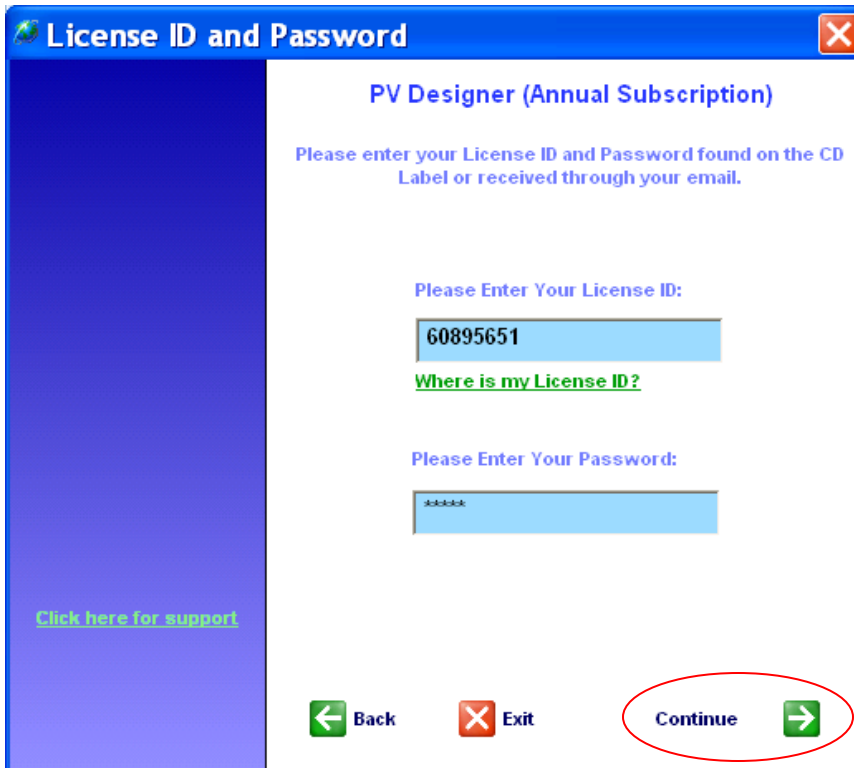 License ID and Password
PV Designer (Annual Subscription)
Please enter your License ID and Password found on the CD
Label or received through your email.
Please Enter Your License ID:
60895651
Where is my License ID?
Please Enter Your Password:
*****
Click here for support
Back Exit Continue